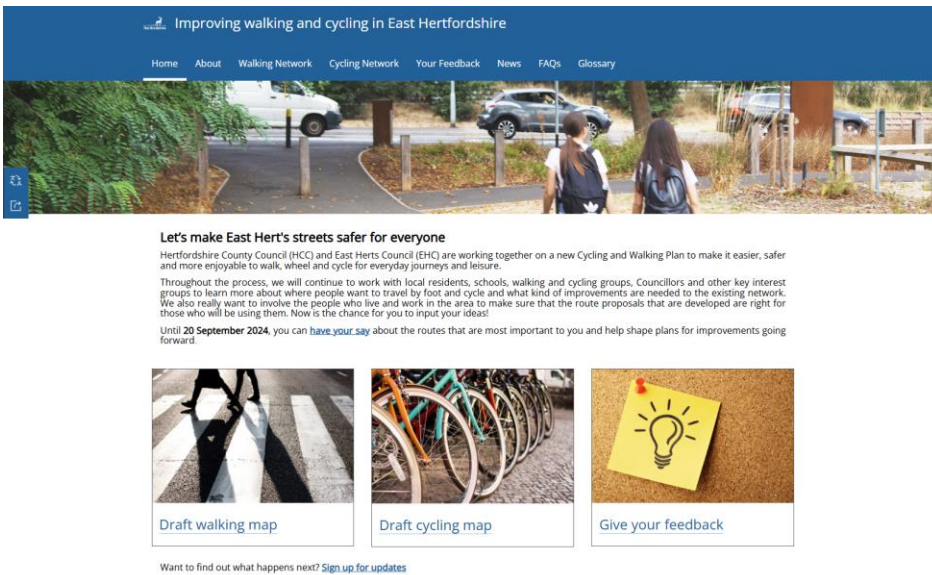 Improving walking and cycling in East Hertfordshire
Home About Walking Network Cycling Network Your Feedback News FAQs Glossary
Let's make East Hert's streets safer for everyone
Hertfordshire County Council (HCC) and East Herts Council (EHC) are working together on a new Cycling and Walking Plan to make it easier, safer
and more enjoyable to walk, wheel and cycle for everyday journeys and leisure.
Throughout the process, we will continue to work with local residents, schools, walking and cycling groups, Councillors and other key interest
groups to learn more about where people want to travel by foot and cycle and what kind of improvements are needed to the existing network.
We also really want to involve the people who live and work in the area to make sure that the route proposals that are developed are right for
those who will be using them. Now is the chance for you to input your ideas!
Until 20 September 2024, you can have your say about the routes that are most important to you and help shape plans for improvements going
forward.
Draft walking map
Draft cycling map
Give your feedback
Want to find out what happens next? Sign up for updates